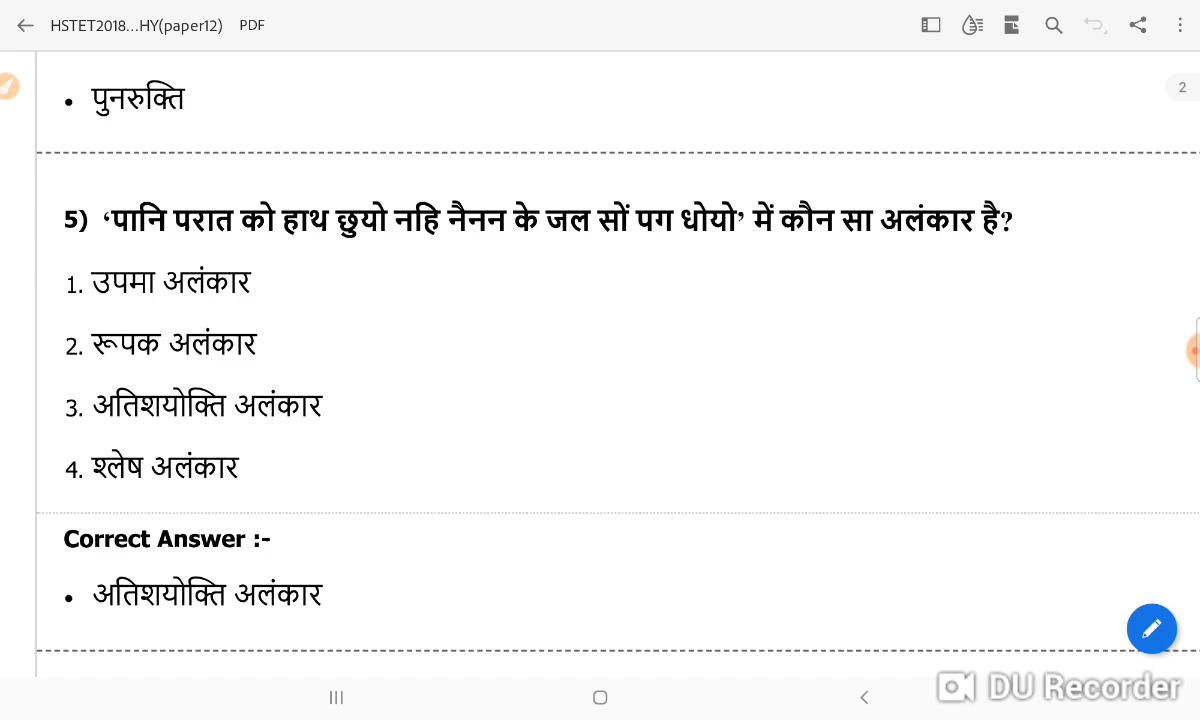 HSTET2018...HY(paper12) PDF
• पुनरुक्ति
2
5) ‘पानि परात को हाथ छुयो नहि नैनन के जल सों पग धोयो’ में कौन सा अलंकार है?
1. उपमा अलंकार
2. रूपक अलंकार
3. अतिशयोक्ति अलंकार
4. श्लेष अलंकार
Correct Answer :-
• अतिशयोक्ति अलंकार
DU Recorder